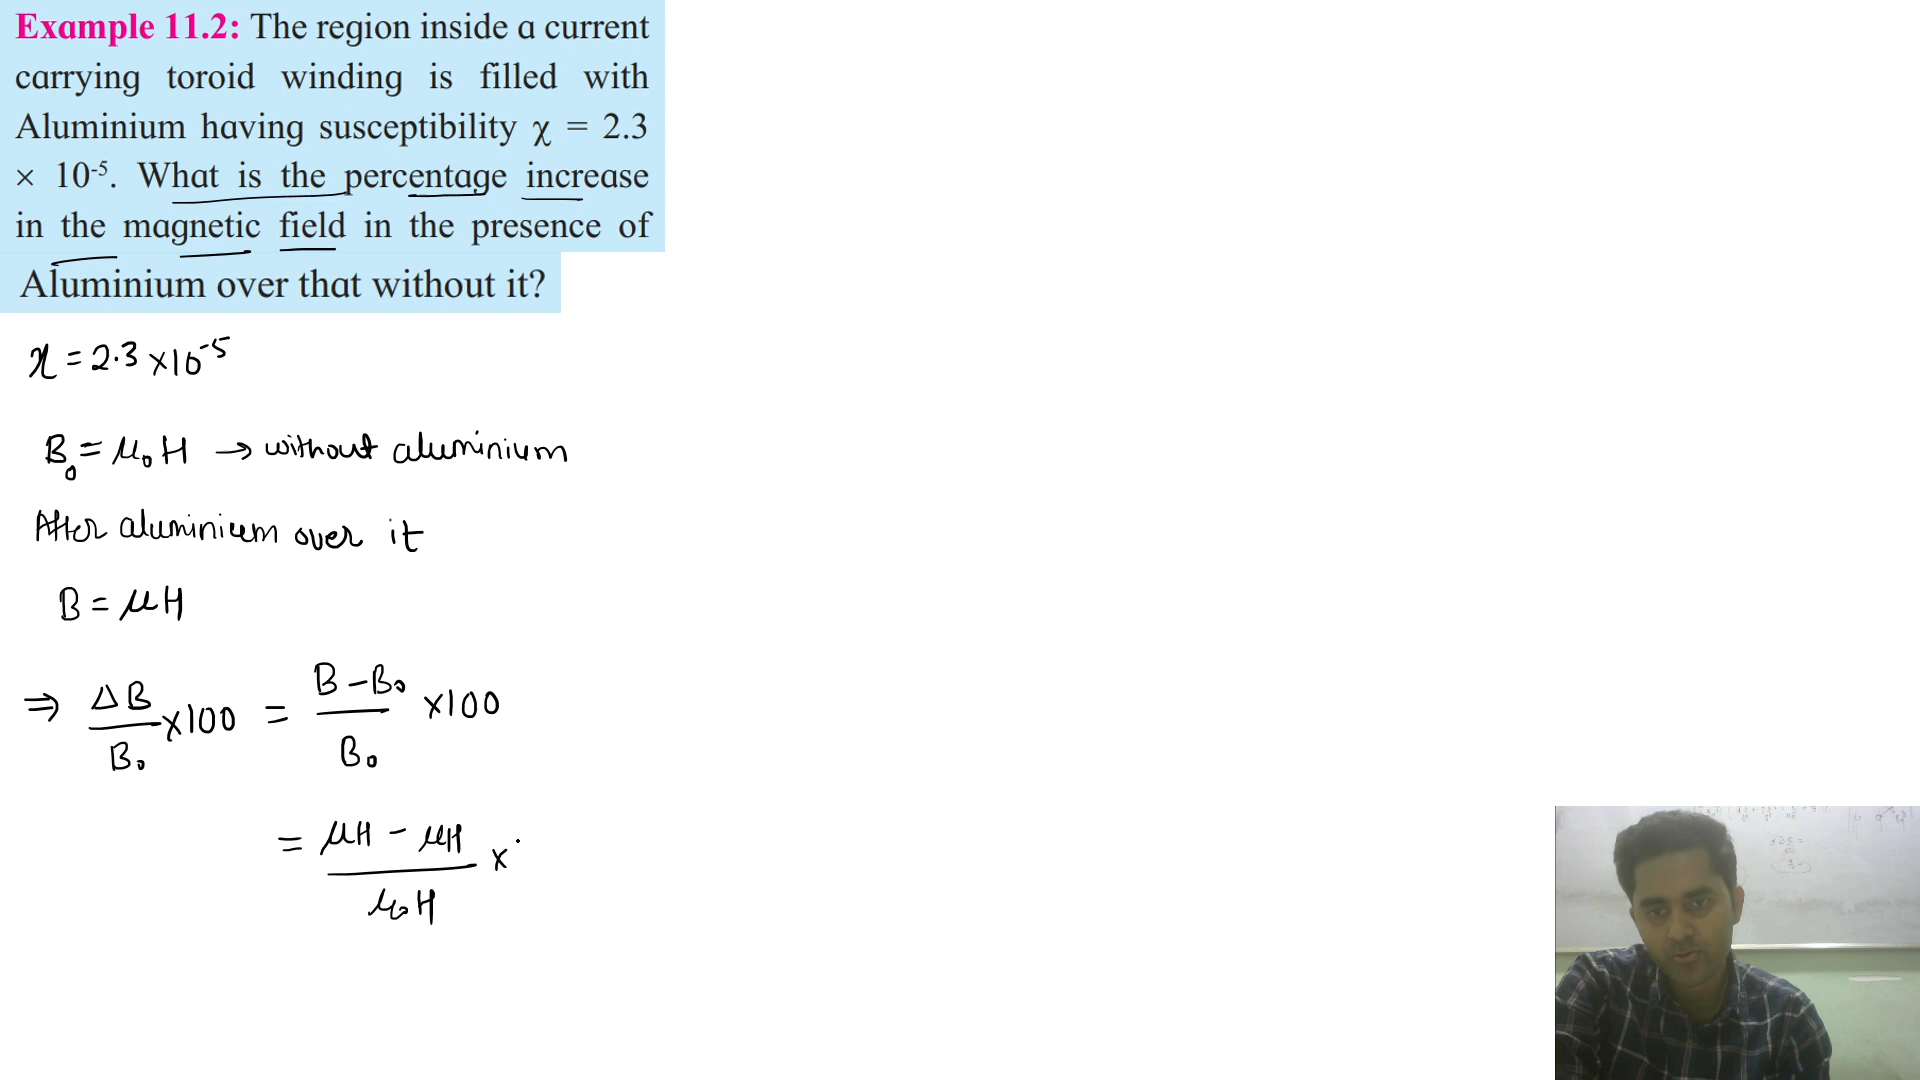 Example 11.2: The region inside a current
carrying toroid winding is filled with
Aluminium having susceptibility χ = 2.3
× 10⁻⁵. What is the percentage increase
in the magnetic field in the presence of
Aluminium over that without it?
χ = 2.3 × 10⁻⁵
B₀ = μ₀H → without aluminium
After aluminium over it
B = μH
⇒ ΔB/B₀ × 100 = (B − B₀)/B₀ × 100
= (μH − μH)/μ₀H ×